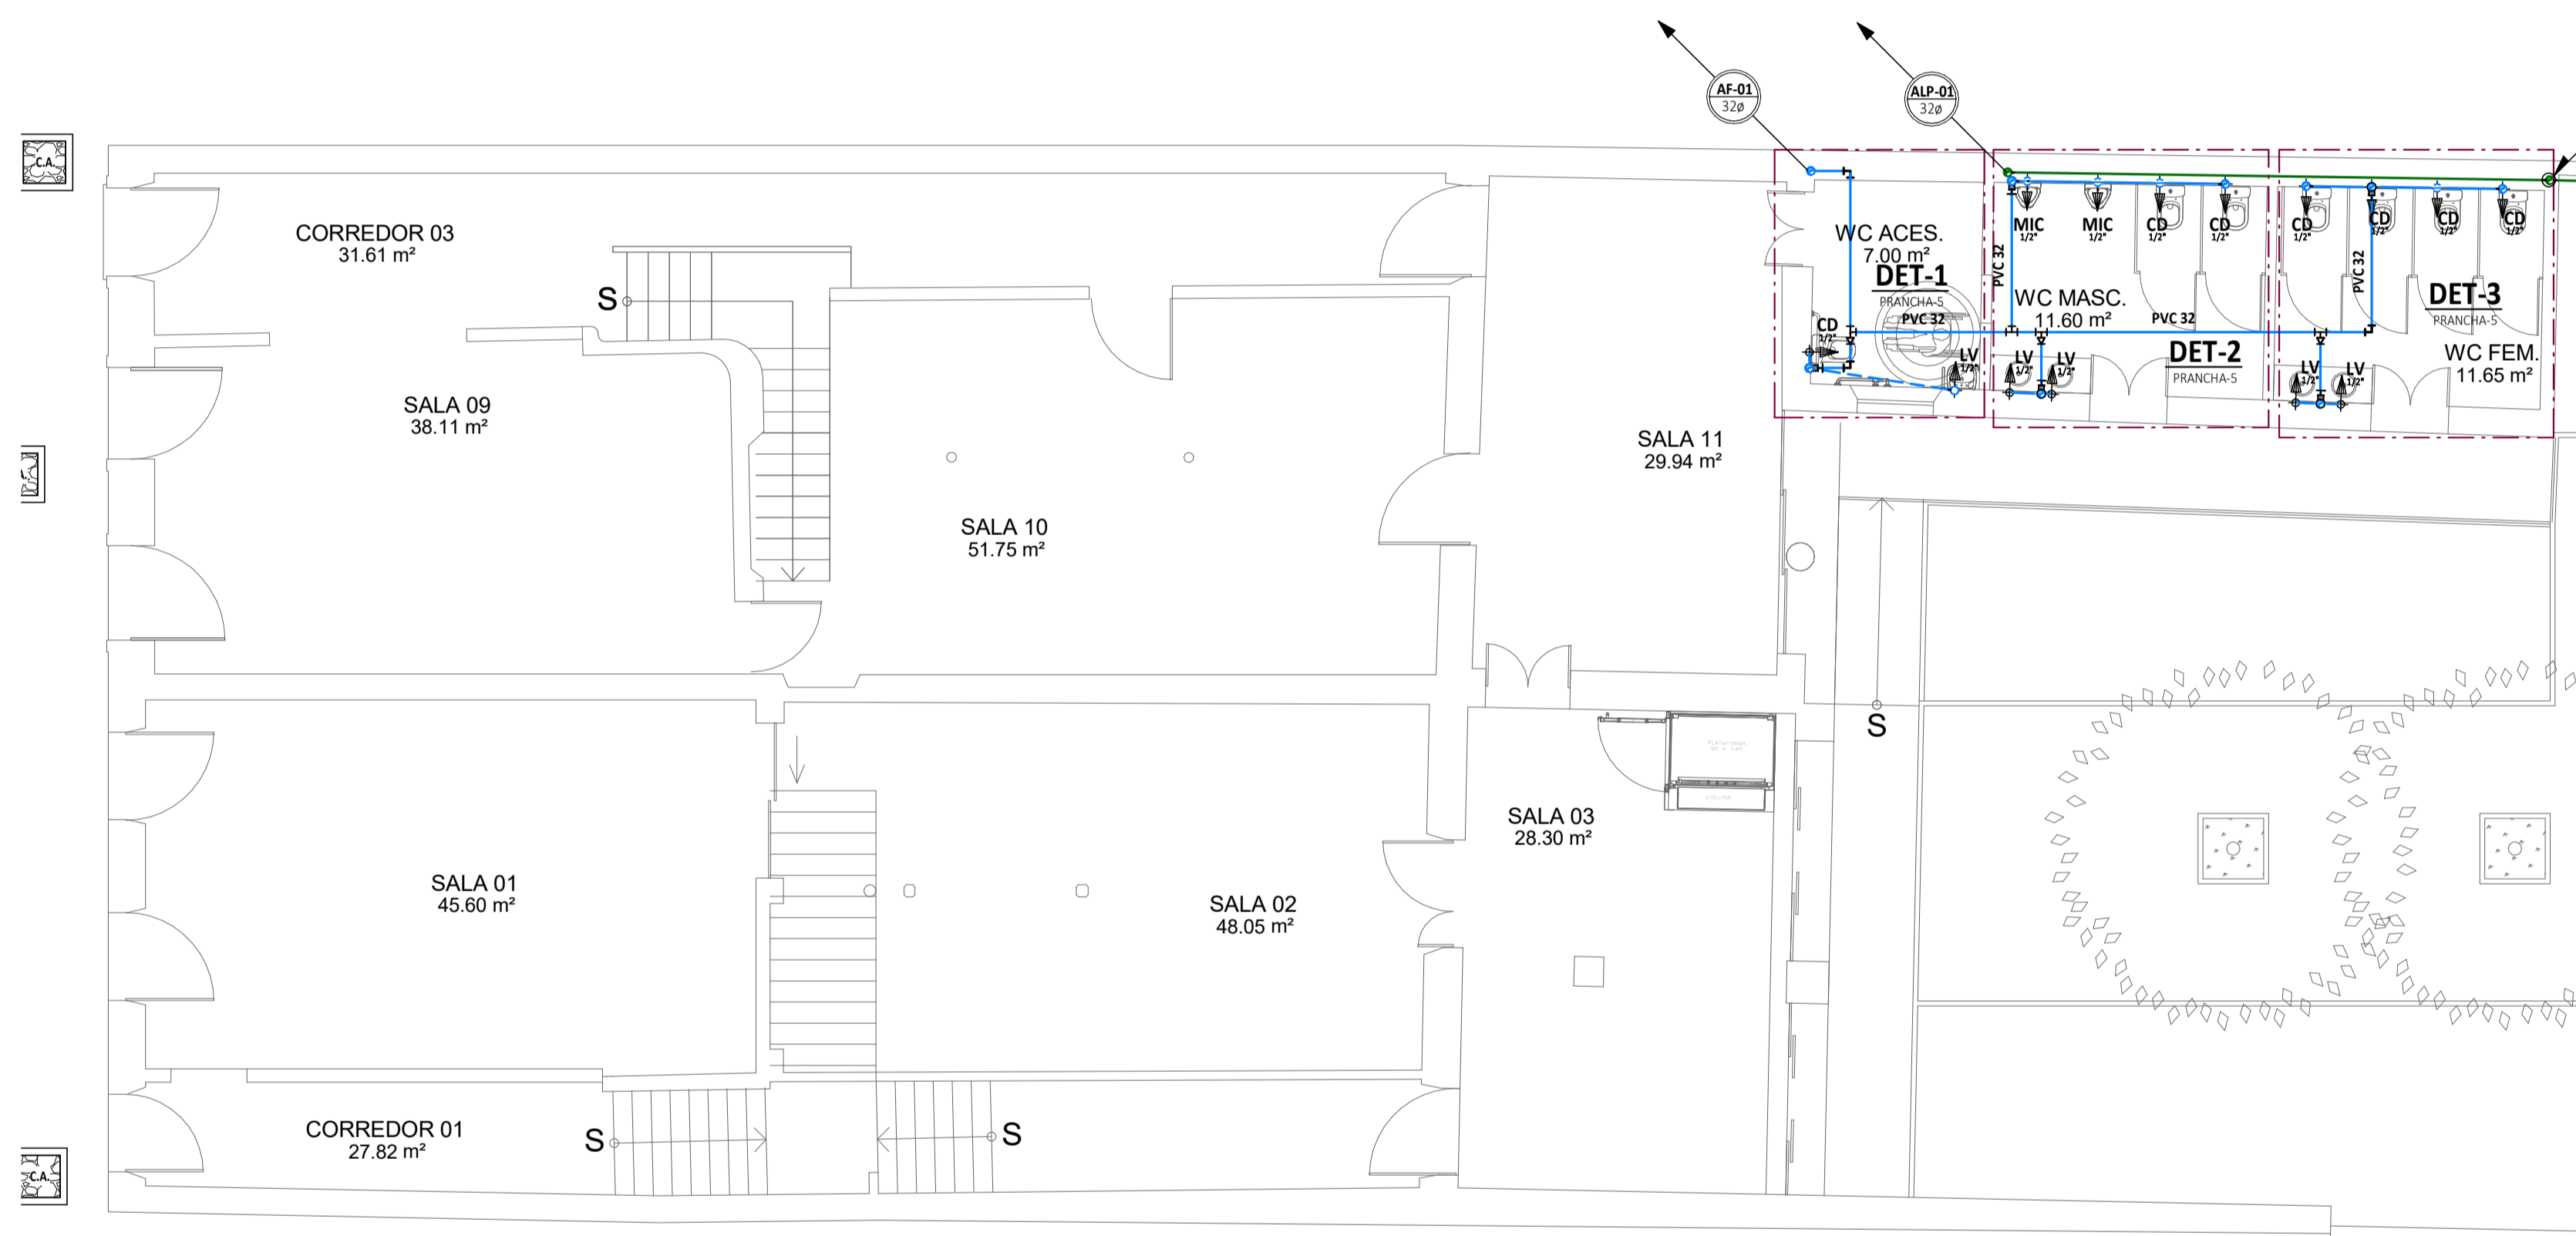 AF-01
32ø
ALP-01
32ø
C.A.
CORREDOR 03
31.61 m²
S
WC ACES.
7.00 m²
DET-1
PRANCHA-5
PVC 32
CD
1/2"
LV
1/2"
PVC 32
MIC
1/2"
MIC
1/2"
CD
1/2"
CD
1/2"
WC MASC.
11.60 m²
PVC 32
DET-2
PRANCHA-5
LV
1/2"
LV
1/2"
CD
1/2"
CD
1/2"
CD
1/2"
CD
1/2"
PVC 32
DET-3
PRANCHA-5
WC FEM.
11.65 m²
LV
1/2"
LV
1/2"
SALA 09
38.11 m²
SALA 10
51.75 m²
SALA 11
29.94 m²
S
PLATAFORMA
90 X 140
COLUNA
SALA 03
28.30 m²
SALA 01
45.60 m²
SALA 02
48.05 m²
CORREDOR 01
27.82 m²
S
S
C.A.